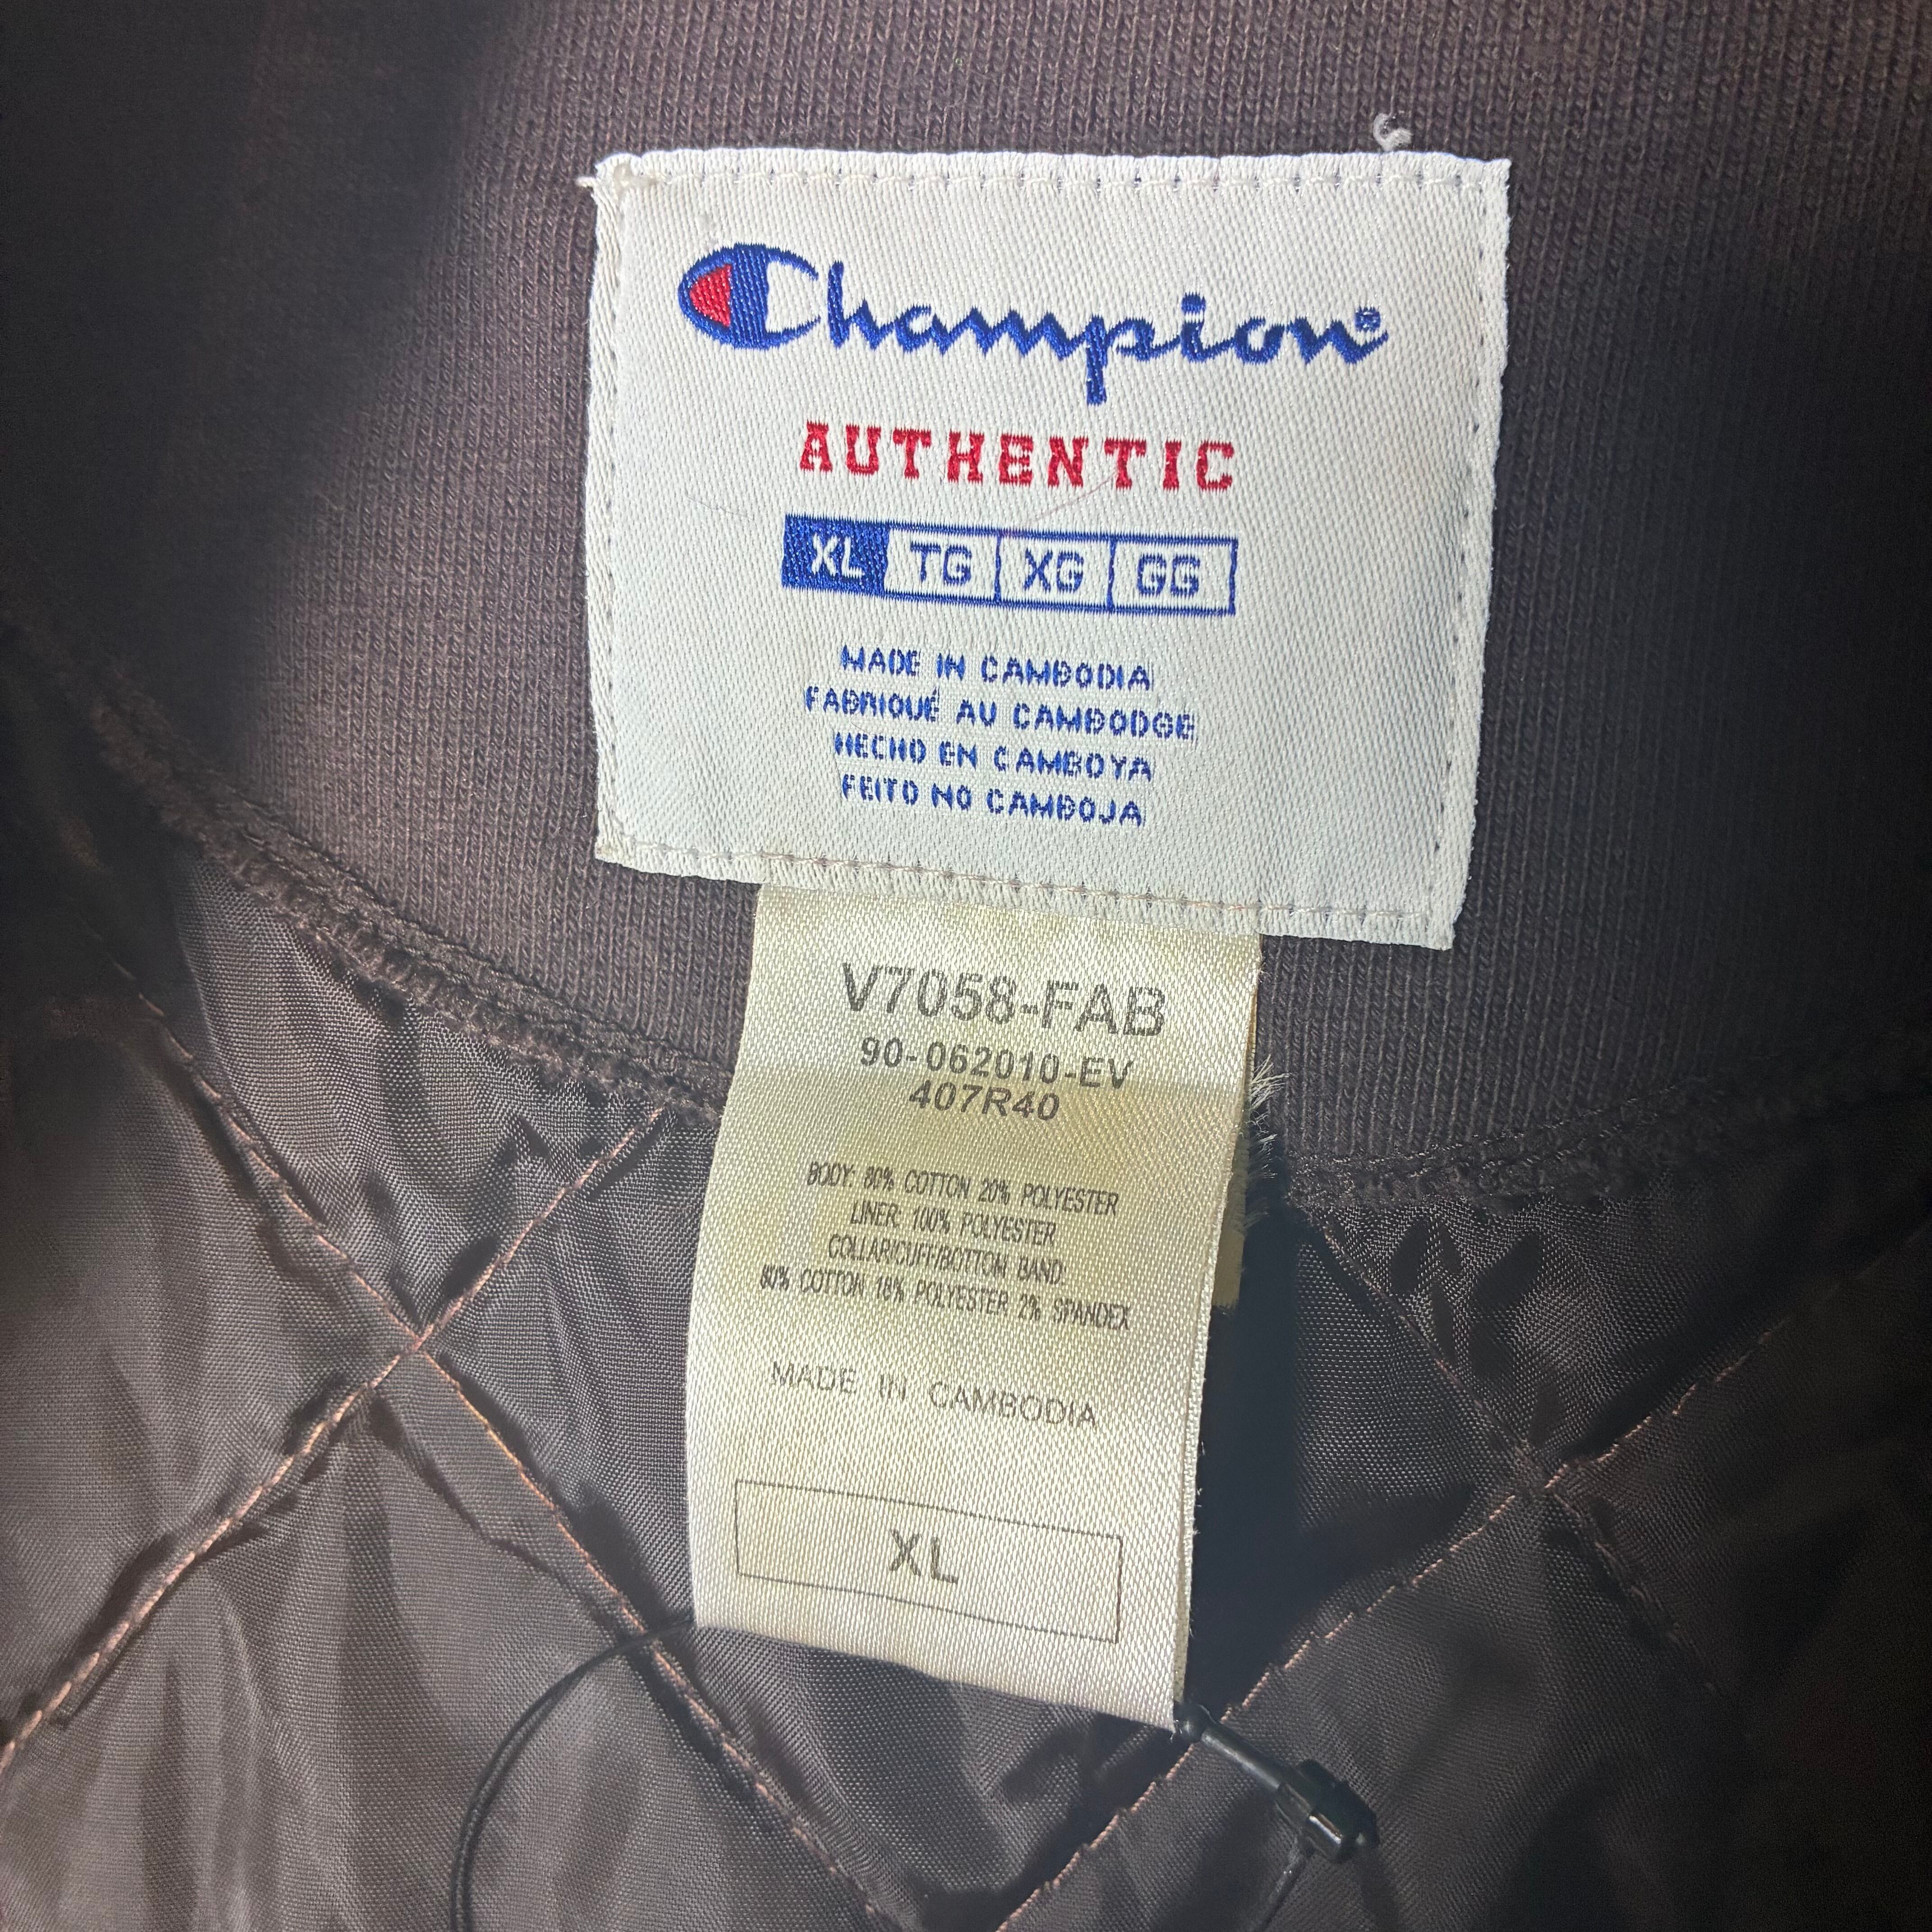 Champion®
AUTHENTIC
XL TG XG GG
MADE IN CAMBODIA
FABRIQUÉ AU CAMBODGE
HECHO EN CAMBOYA
FEITO NO CAMBOJA
V7058-FAB
90-062010-EV
407R40
BODY: 80% COTTON 20% POLYESTER
LINER: 100% POLYESTER
COLLAR/CUFF/BOTTOM BAND:
80% COTTON 18% POLYESTER 2% SPANDEX
MADE IN CAMBODIA
XL